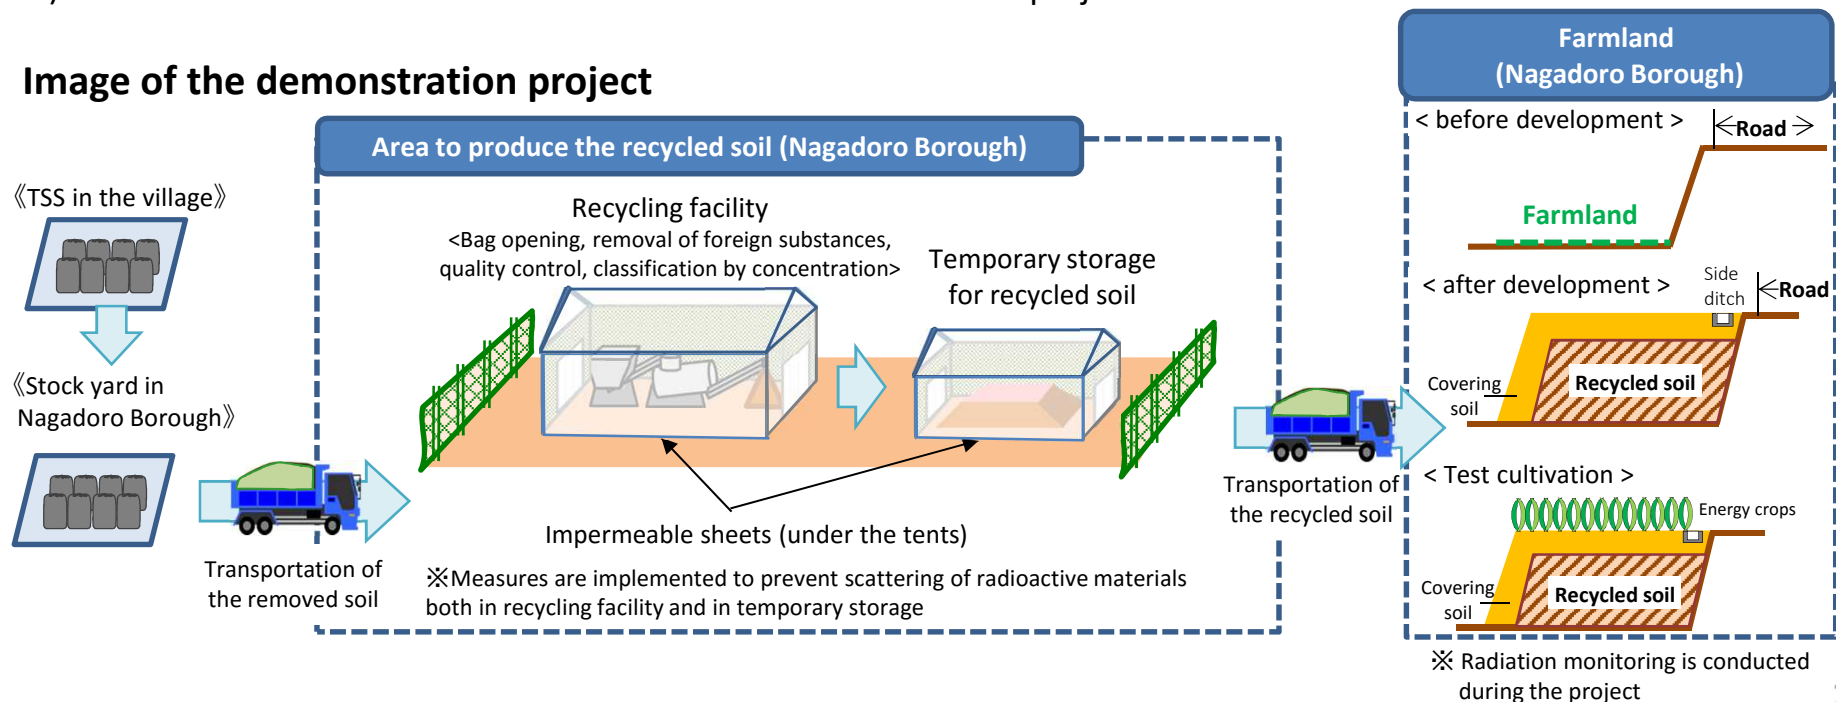 Image of the demonstration project
《TSS in the village》
《Stock yard in
Nagadoro Borough》
Transportation of
the removed soil
Area to produce the recycled soil (Nagadoro Borough)
Recycling facility
<Bag opening, removal of foreign substances,
quality control, classification by concentration>
Temporary storage
for recycled soil
Impermeable sheets (under the tents)
※Measures are implemented to prevent scattering of radioactive materials
both in recycling facility and in temporary storage
Transportation of
the recycled soil
Farmland
(Nagadoro Borough)
< before development >
Road
Farmland
< after development >
Side
ditch
Road
Covering
soil
Recycled soil
< Test cultivation >
Energy crops
Covering
soil
Recycled soil
※ Radiation monitoring is conducted
during the project